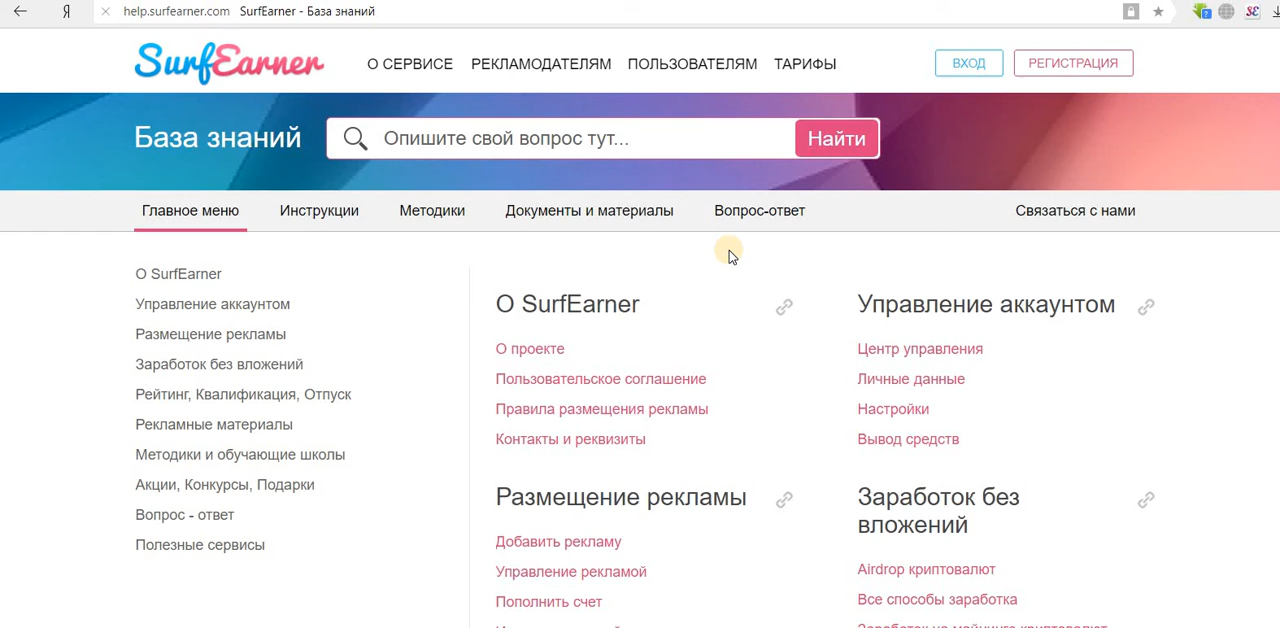 Я
help.surfearner.com SurfEarner - База знаний
SurfEarner
О СЕРВИСЕ
РЕКЛАМОДАТЕЛЯМ
ПОЛЬЗОВАТЕЛЯМ
ТАРИФЫ
ВХОД
РЕГИСТРАЦИЯ
База знаний
Опишите свой вопрос тут...
Найти
Главное меню
Инструкции
Методики
Документы и материалы
Вопрос-ответ
Связаться с нами
О SurfEarner
Управление аккаунтом
Размещение рекламы
Заработок без вложений
Рейтинг, Квалификация, Отпуск
Рекламные материалы
Методики и обучающие школы
Акции, Конкурсы, Подарки
Вопрос - ответ
Полезные сервисы
О SurfEarner
О проекте
Пользовательское соглашение
Правила размещения рекламы
Контакты и реквизиты
Управление аккаунтом
Центр управления
Личные данные
Настройки
Вывод средств
Размещение рекламы
Добавить рекламу
Управление рекламой
Пополнить счет
Заработок без
вложений
Airdrop криптовалют
Все способы заработка